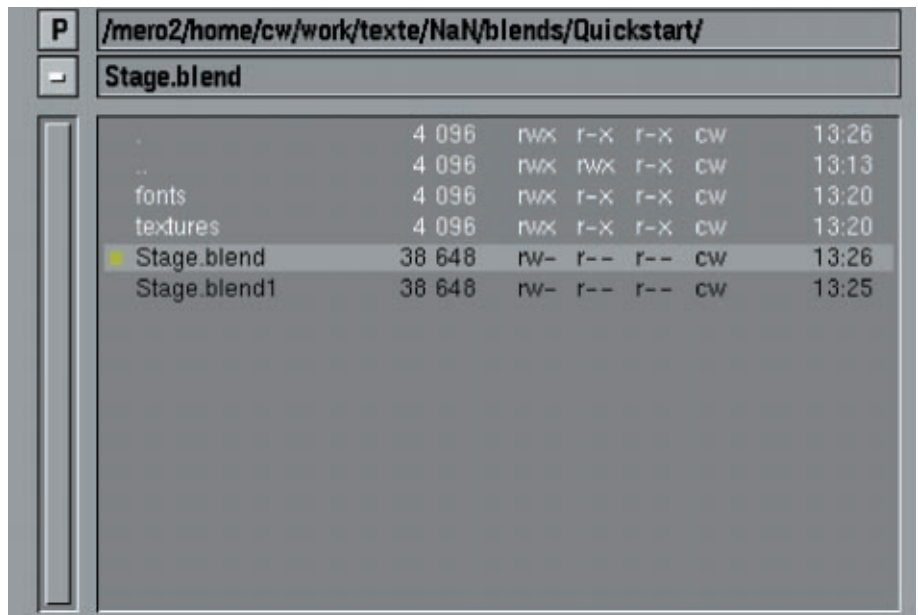 P /mero2/home/cw/work/texte/NaN/blends/Quickstart/
Stage.blend
. 4 096 rwx r-x r-x cw 13:26
.. 4 096 rwx rwx r-x cw 13:13
fonts 4 096 rwx r-x r-x cw 13:20
textures 4 096 rwx r-x r-x cw 13:20
Stage.blend 38 648 rw- r-- r-- cw 13:26
Stage.blend1 38 648 rw- r-- r-- cw 13:25